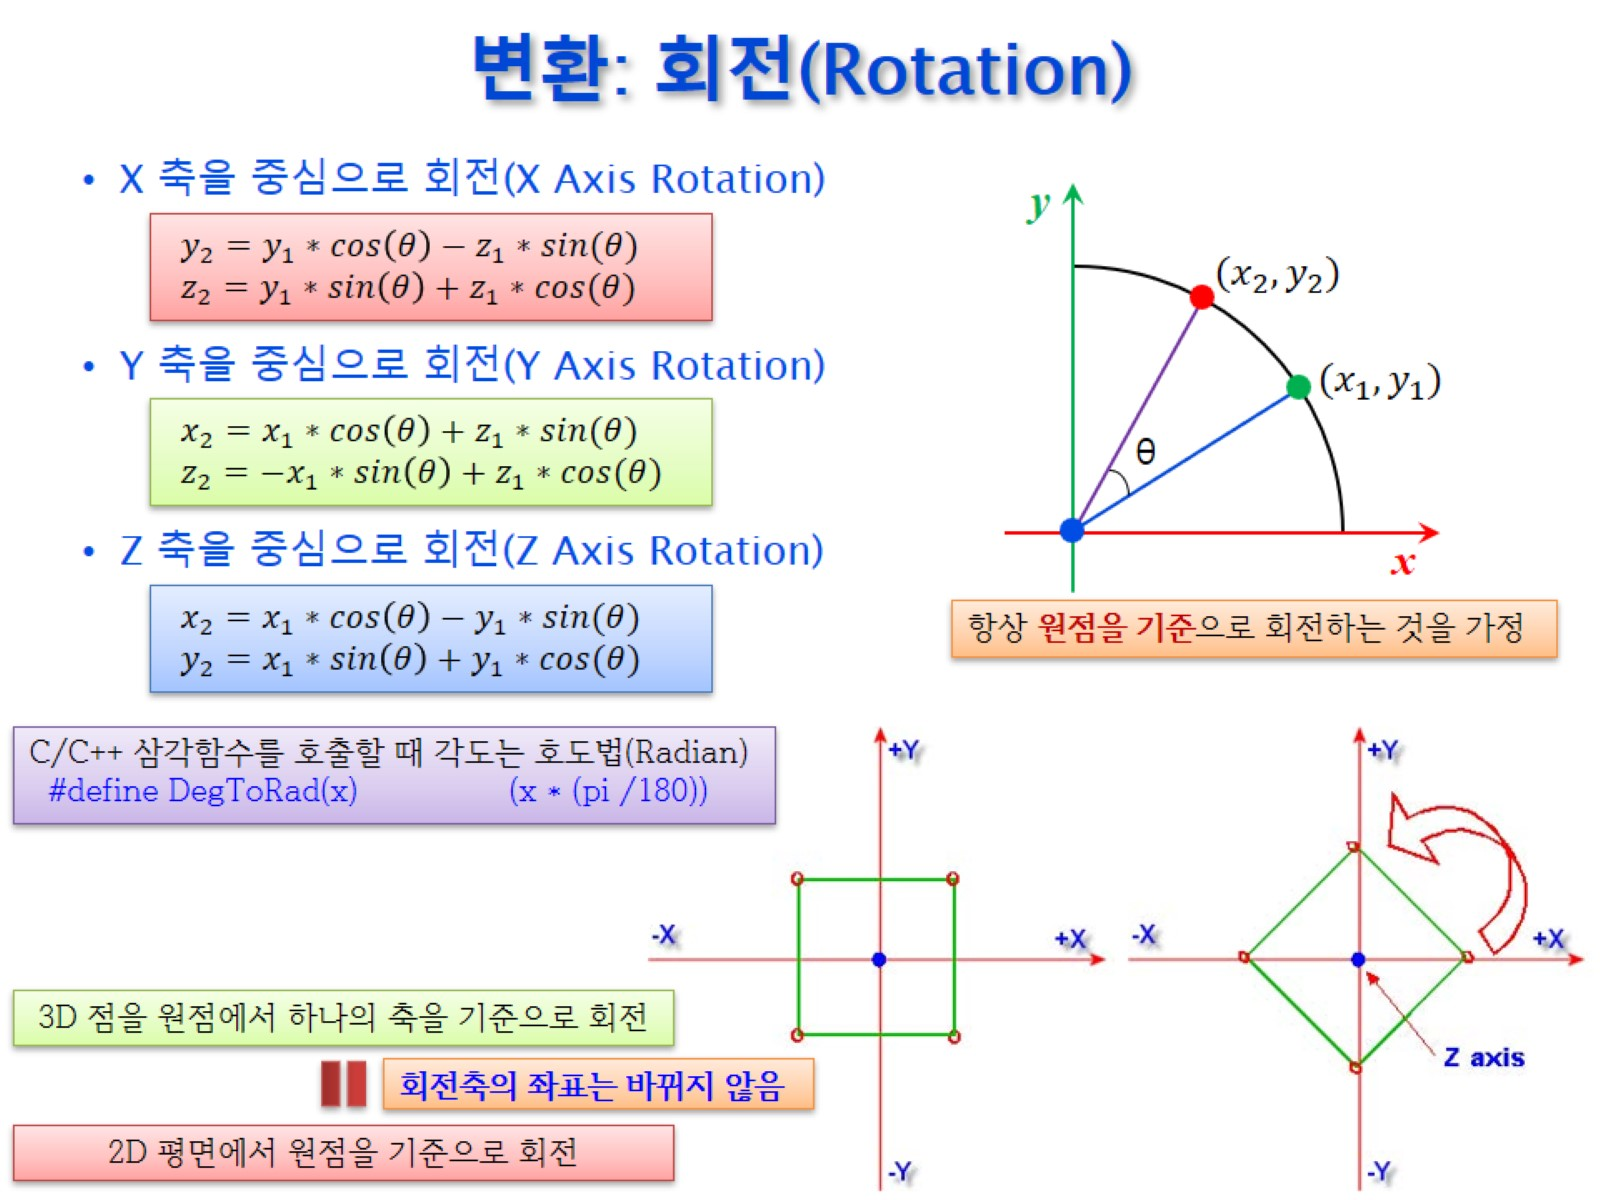 변환: 회전(Rotation)
• X 축을 중심으로 회전(X Axis Rotation)
y₂ = y₁ * cos(θ) − z₁ * sin(θ)
z₂ = y₁ * sin(θ) + z₁ * cos(θ)
• Y 축을 중심으로 회전(Y Axis Rotation)
x₂ = x₁ * cos(θ) + z₁ * sin(θ)
z₂ = −x₁ * sin(θ) + z₁ * cos(θ)
• Z 축을 중심으로 회전(Z Axis Rotation)
x₂ = x₁ * cos(θ) − y₁ * sin(θ)
y₂ = x₁ * sin(θ) + y₁ * cos(θ)
y
(x₂, y₂)
(x₁, y₁)
θ
x
항상 원점을 기준으로 회전하는 것을 가정
C/C++ 삼각함수를 호출할 때 각도는 호도법(Radian)
#define DegToRad(x) (x * (pi /180))
3D 점을 원점에서 하나의 축을 기준으로 회전
회전축의 좌표는 바뀌지 않음
2D 평면에서 원점을 기준으로 회전
+Y
-X
+X
-Y
+Y
-X
+X
Z axis
-Y